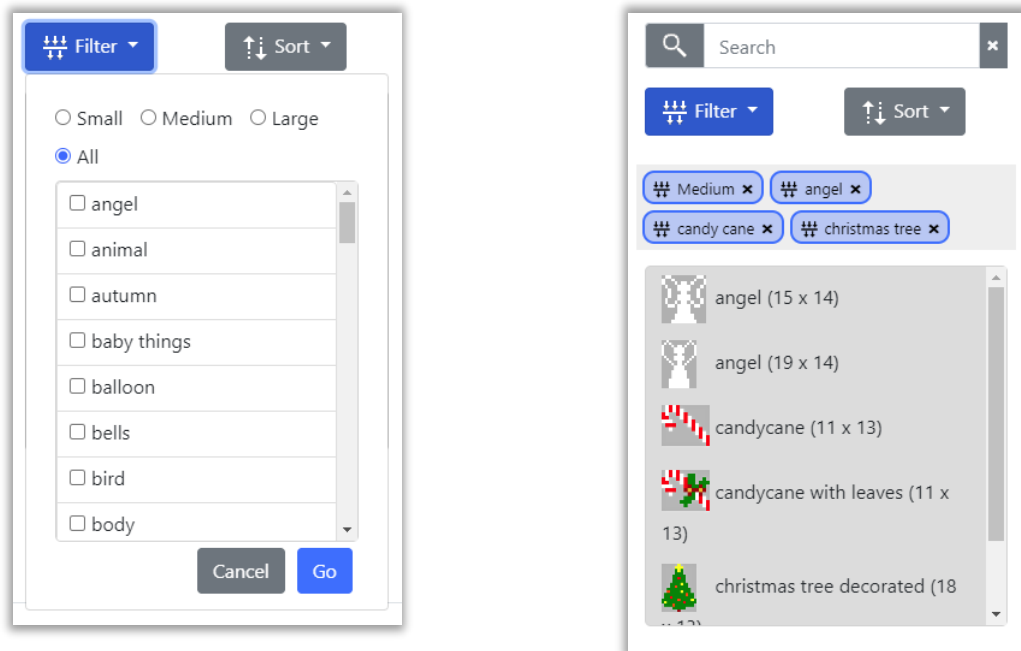 Filter Sort
Small Medium Large
All
angel
animal
autumn
baby things
balloon
bells
bird
body
Cancel Go
Search ×
Filter Sort
Medium × angel ×
candy cane × christmas tree ×
angel (15 x 14)
angel (19 x 14)
candycane (11 x 13)
candycane with leaves (11 x
13)
christmas tree decorated (18
x 13)